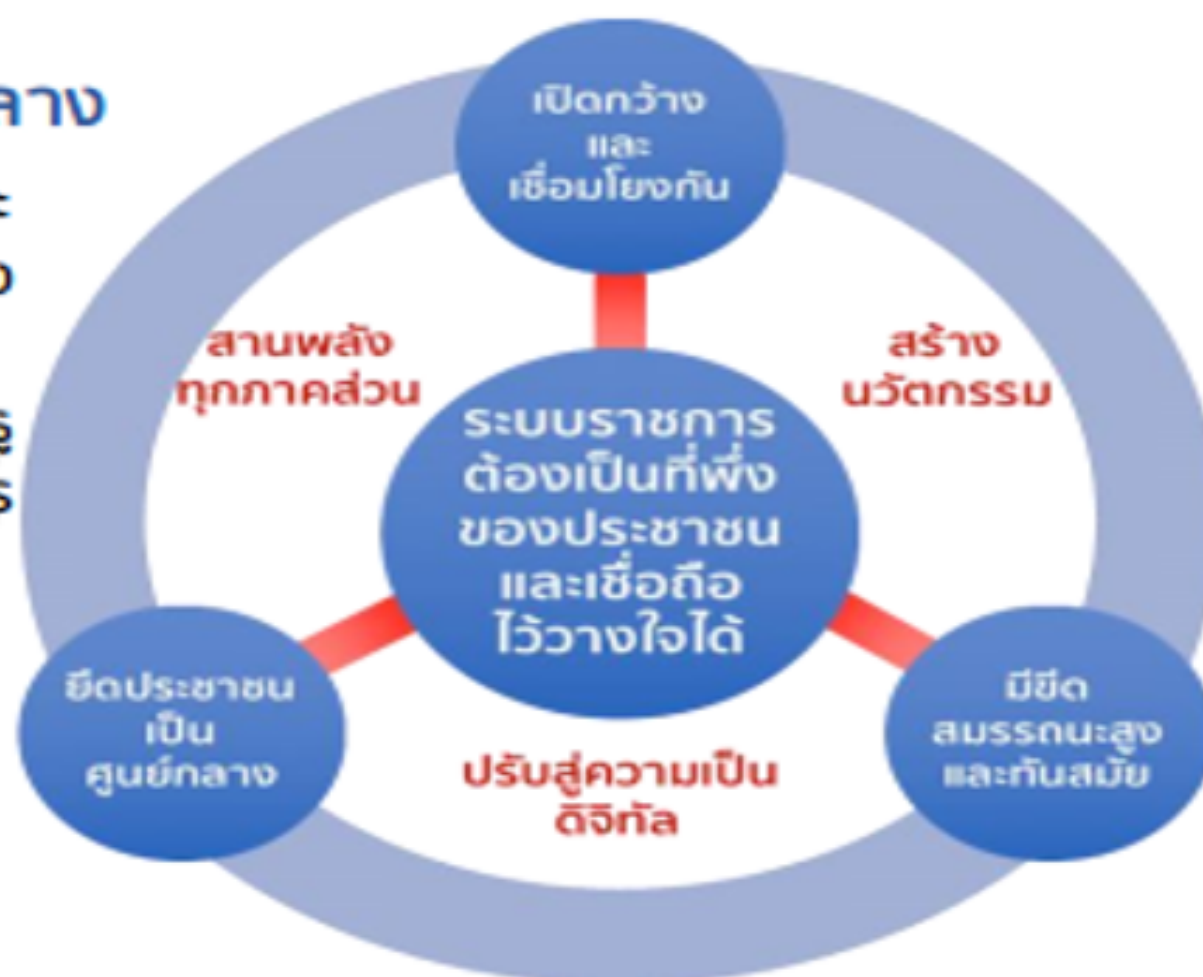 เปิดกว้าง
และ
เชื่อมโยงกัน
สานพลัง
ทุกภาคส่วน
สร้าง
นวัตกรรม
ระบบราชการ
ต้องเป็นที่พึ่ง
ของประชาชน
และเชื่อถือ
ไว้วางใจได้
ยึดประชาชน
เป็น
ศูนย์กลาง
มีขีด
สมรรถนะสูง
และทันสมัย
ปรับสู่ความเป็น
ดิจิทัล